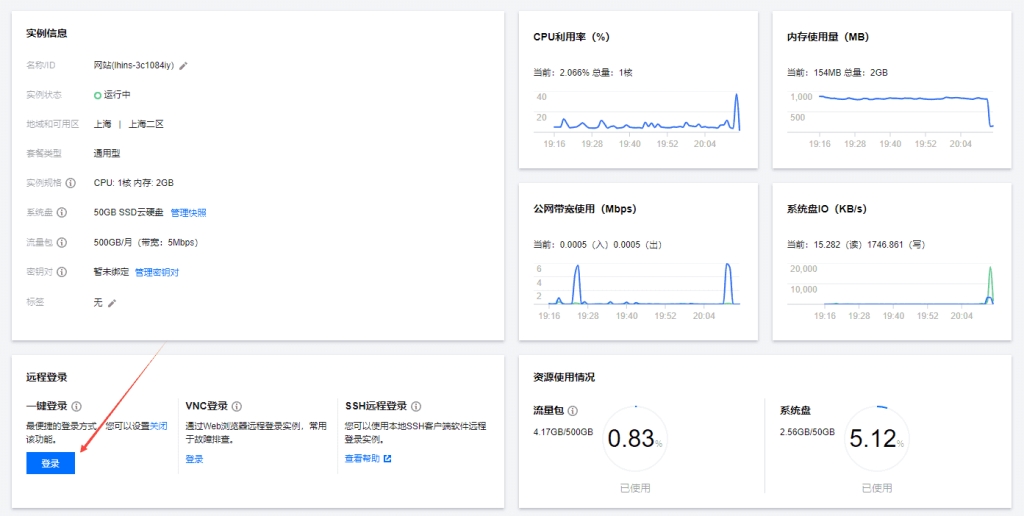 实例信息
名称/ID 网站(lhins-3c1084iy)
实例状态 运行中
地域和可用区 上海 | 上海二区
套餐类型 通用型
实例规格 CPU: 1核 内存: 2GB
系统盘 50GB SSD云硬盘 管理快照
流量包 500GB/月（带宽：5Mbps）
密钥对 暂未绑定 管理密钥对
标签 无
CPU利用率（%）
当前：2.066% 总量：1核
40
20
19:16 19:28 19:40 19:52 20:04
内存使用量（MB）
当前：154MB 总量：2GB
1,000
500
19:16 19:28 19:40 19:52 20:04
公网带宽使用（Mbps）
当前：0.0005（入）0.0005（出）
6
4
2
19:16 19:28 19:40 19:52 20:04
系统盘IO（KB/s）
当前：15.282（读）1746.861（写）
20,000
10,000
19:16 19:28 19:40 19:52 20:04
远程登录
一键登录
最便捷的登录方式，您可以设置关闭
该功能。
登录
VNC登录
通过Web浏览器远程登录实例，常用
于故障排查。
登录
SSH远程登录
您可以使用本地SSH客户端软件远程
登录实例。
查看帮助
资源使用情况
流量包
4.17GB/500GB
0.83%
已使用
系统盘
2.56GB/50GB
5.12%
已使用